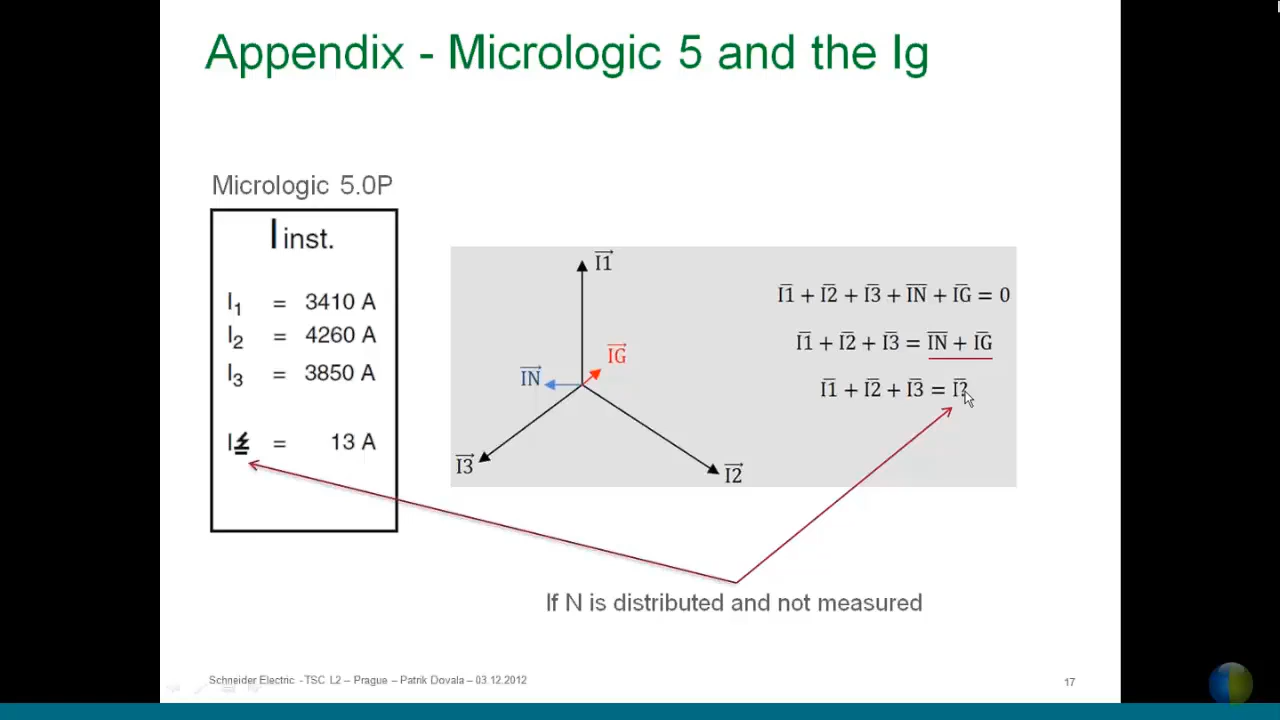 Appendix - Micrologic 5 and the Ig
Micrologic 5.0P
I inst.
I1 = 3410 A
I2 = 4260 A
I3 = 3850 A
I⏚ = 13 A
I1
IG
IN
I3
I2
I1 + I2 + I3 + IN + IG = 0
I1 + I2 + I3 = IN + IG
I1 + I2 + I3 = I?
If N is distributed and not measured
Schneider Electric -TSC L2 – Prague – Patrik Dovala – 03.12.2012
17